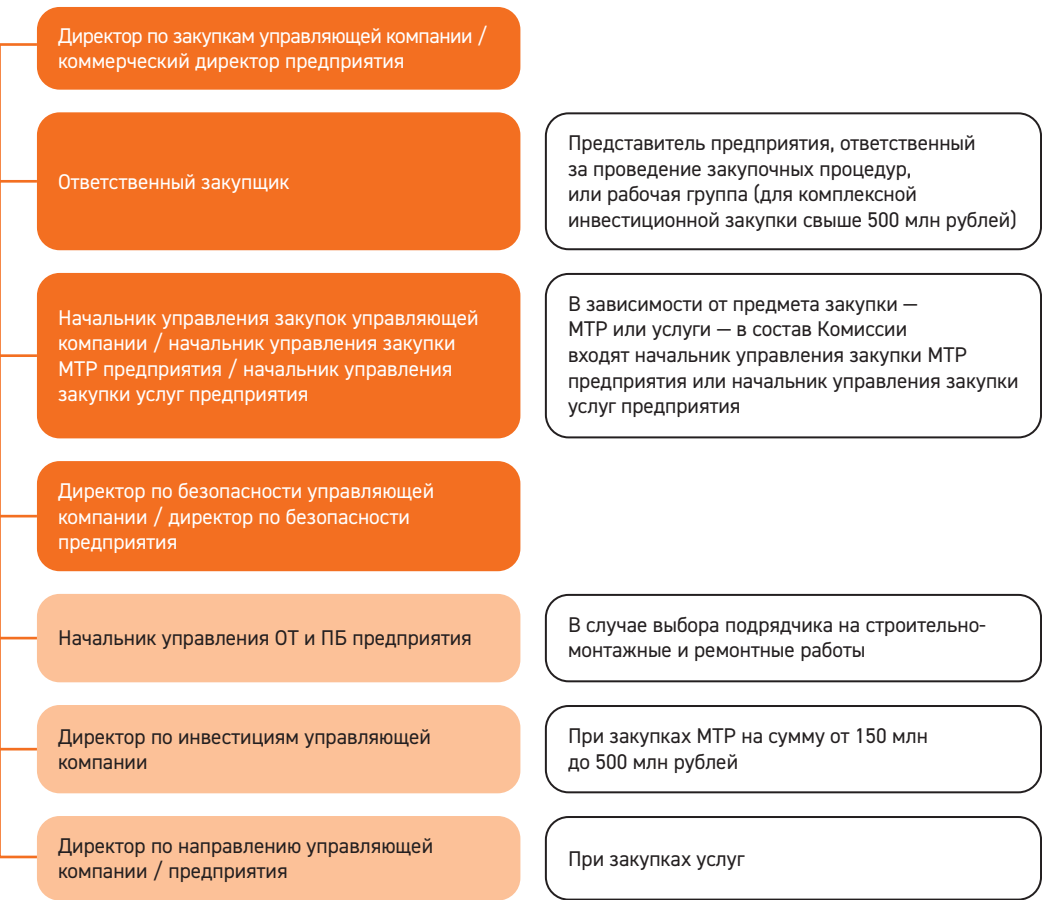 Директор по закупкам управляющей компании /
коммерческий директор предприятия
Ответственный закупщик
Представитель предприятия, ответственный
за проведение закупочных процедур,
или рабочая группа (для комплексной
инвестиционной закупки свыше 500 млн рублей)
Начальник управления закупок управляющей
компании / начальник управления закупки
МТР предприятия / начальник управления
закупки услуг предприятия
В зависимости от предмета закупки —
МТР или услуги — в состав Комиссии
входят начальник управления закупки МТР
предприятия или начальник управления закупки
услуг предприятия
Директор по безопасности управляющей
компании / директор по безопасности
предприятия
Начальник управления ОТ и ПБ предприятия
В случае выбора подрядчика на строительно-
монтажные и ремонтные работы
Директор по инвестициям управляющей
компании
При закупках МТР на сумму от 150 млн
до 500 млн рублей
Директор по направлению управляющей
компании / предприятия
При закупках услуг